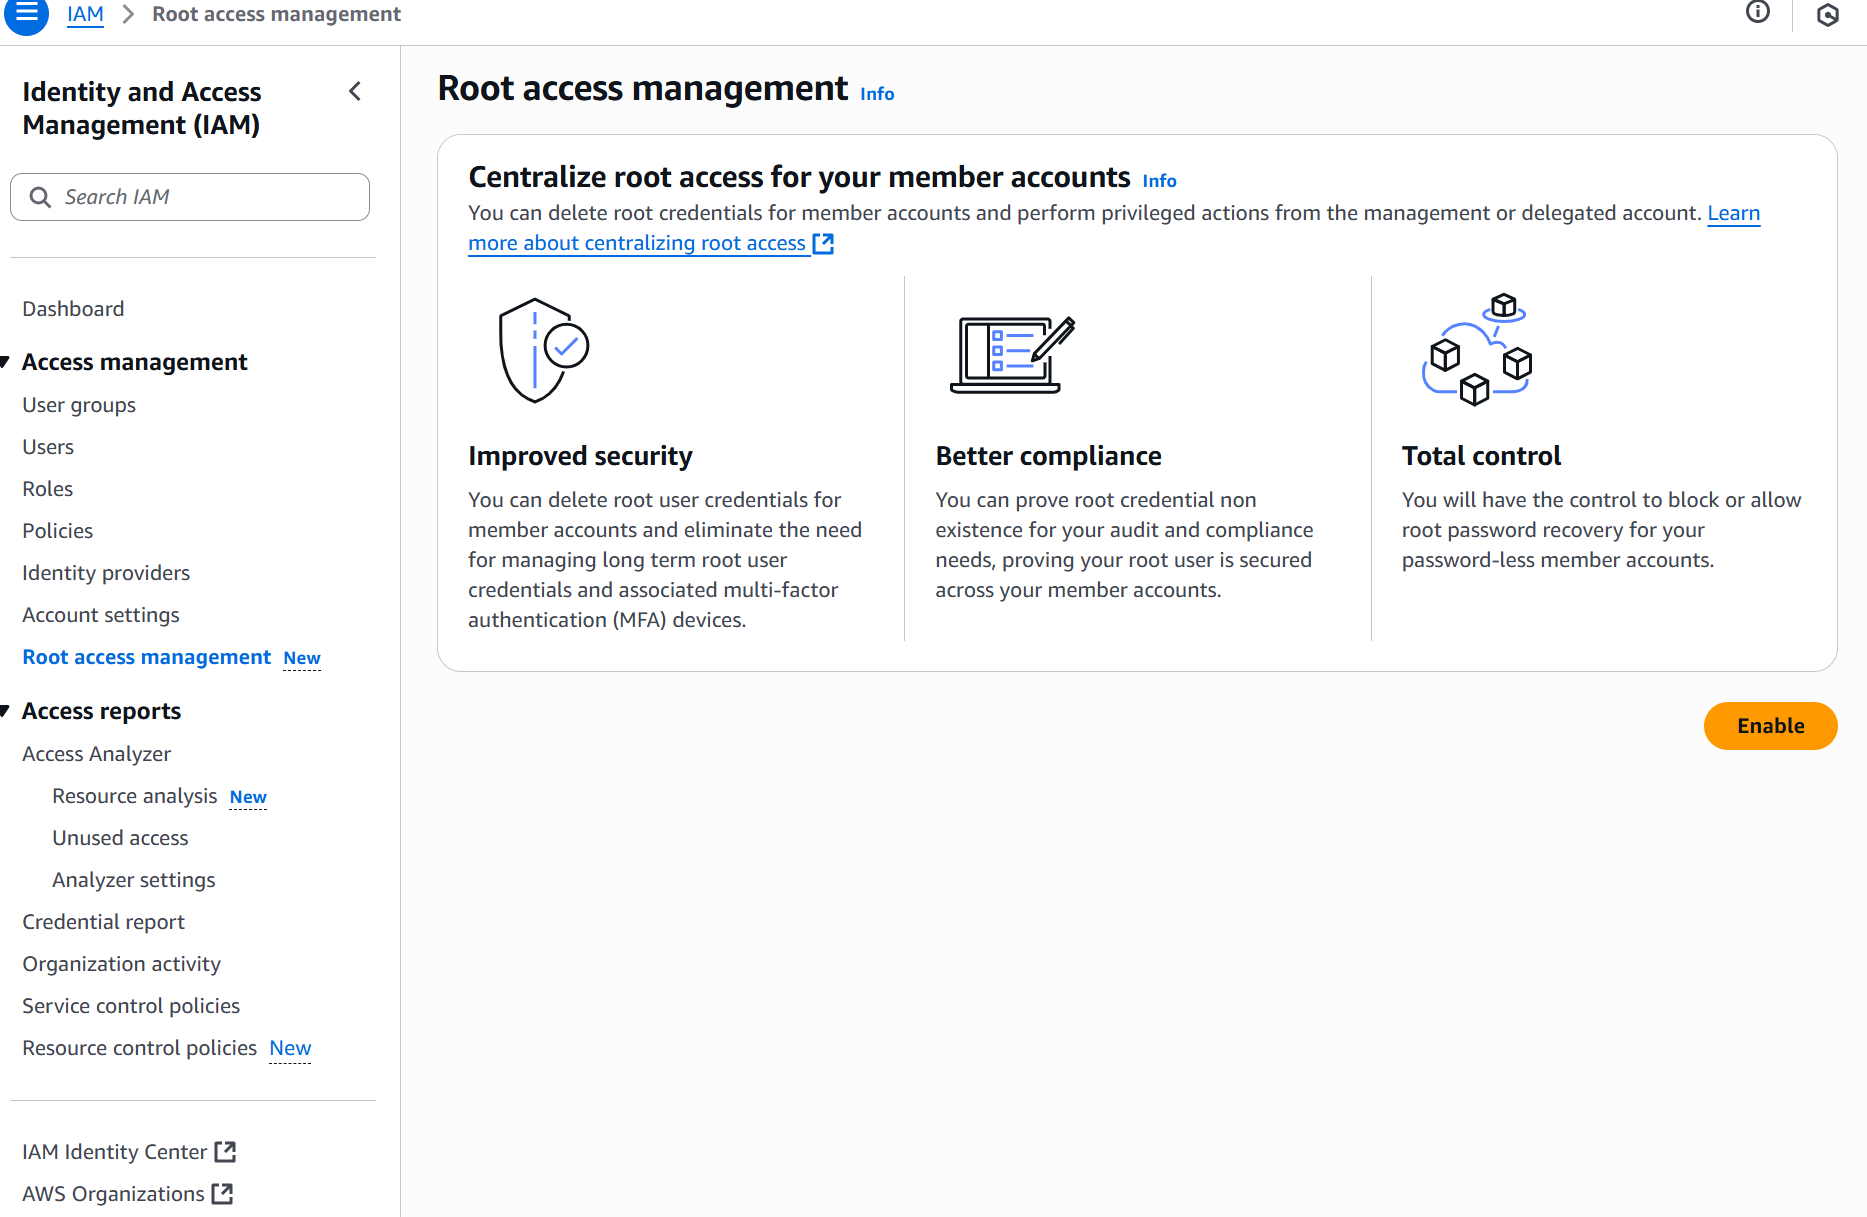 IAM > Root access management
Identity and Access
Management (IAM)
Search IAM
Dashboard
Access management
User groups
Users
Roles
Policies
Identity providers
Account settings
Root access management New
Access reports
Access Analyzer
Resource analysis New
Unused access
Analyzer settings
Credential report
Organization activity
Service control policies
Resource control policies New
IAM Identity Center
AWS Organizations
Root access management Info
Centralize root access for your member accounts Info
You can delete root credentials for member accounts and perform privileged actions from the management or delegated account. Learn
more about centralizing root access
Improved security
You can delete root user credentials for
member accounts and eliminate the need
for managing long term root user
credentials and associated multi-factor
authentication (MFA) devices.
Better compliance
You can prove root credential non
existence for your audit and compliance
needs, proving your root user is secured
across your member accounts.
Total control
You will have the control to block or allow
root password recovery for your
password-less member accounts.
Enable